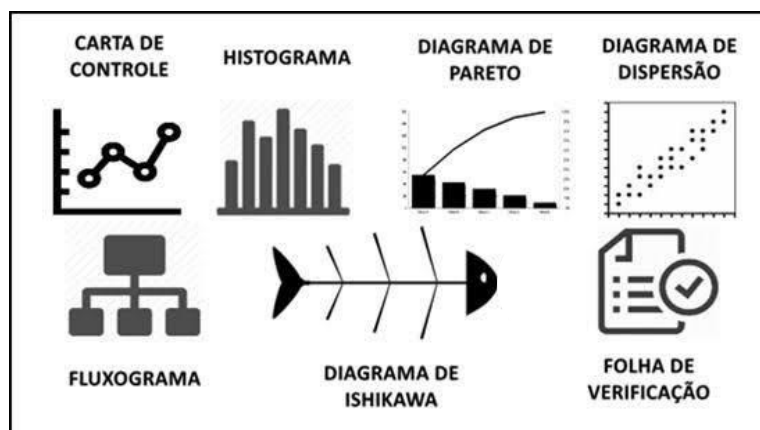 CARTA DE
CONTROLE
HISTOGRAMA
DIAGRAMA DE
PARETO
DIAGRAMA DE
DISPERSÃO
FLUXOGRAMA
DIAGRAMA DE
ISHIKAWA
FOLHA DE
VERIFICAÇÃO